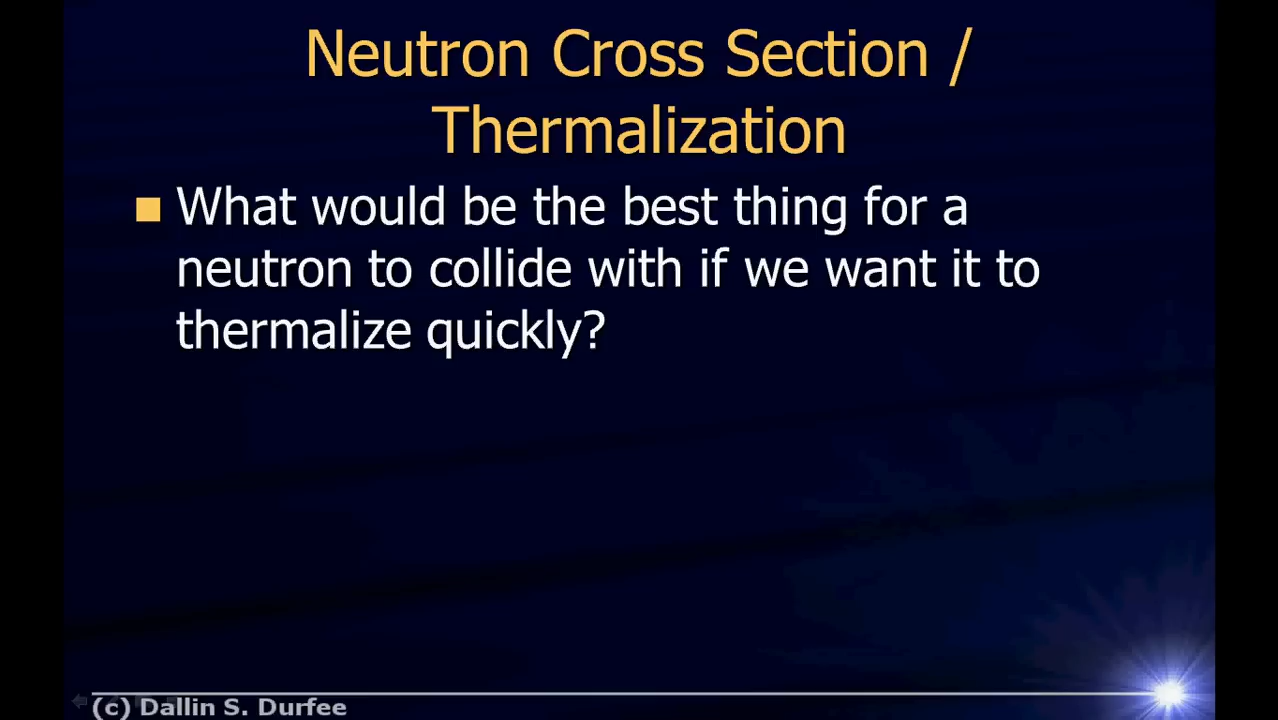 Neutron Cross Section /
Thermalization
What would be the best thing for a
neutron to collide with if we want it to
thermalize quickly?
(c) Dallin S. Durfee